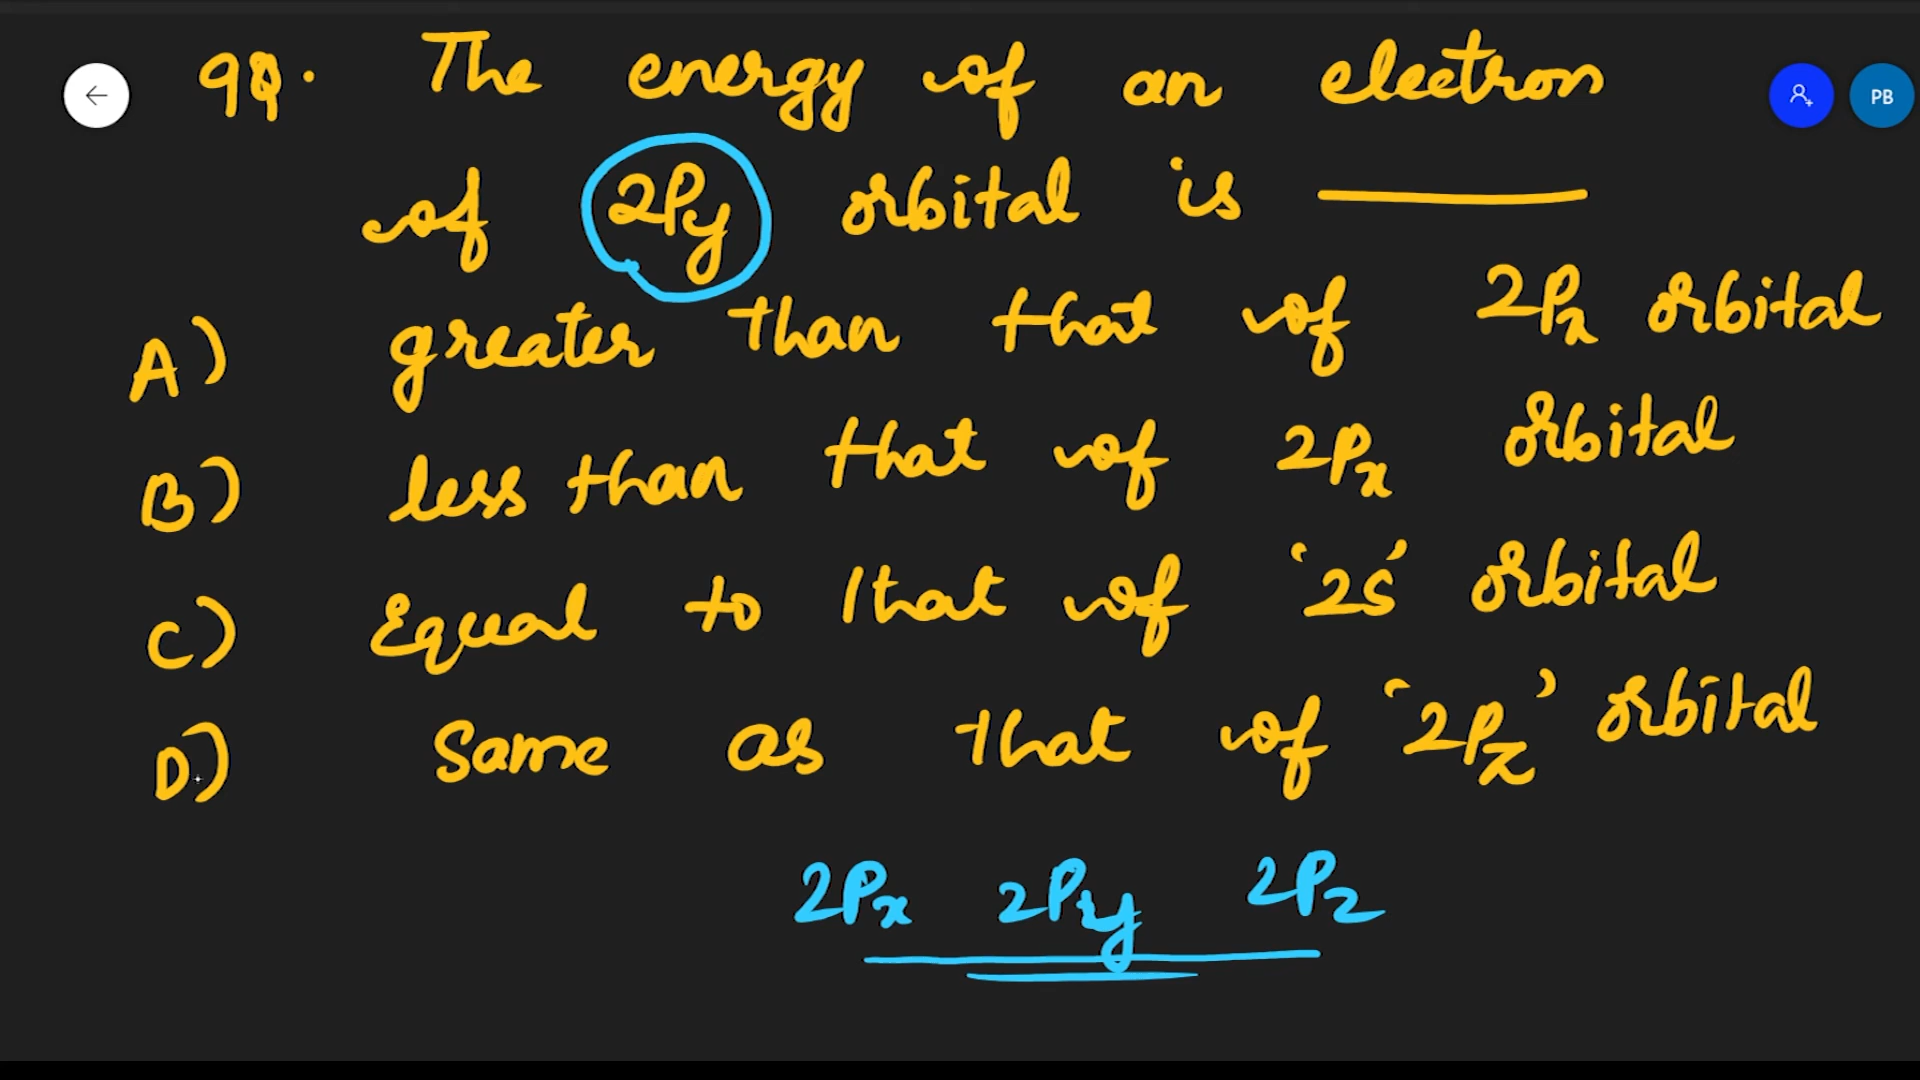 9Q. The energy of an electron
PB
of 2Py orbital is ______
A) greater than that of 2Px orbital
B) less than that of 2Px orbital
C) Equal to that of '2s' orbital
D) Same as that of '2Pz' orbital
2Px 2Py 2Pz